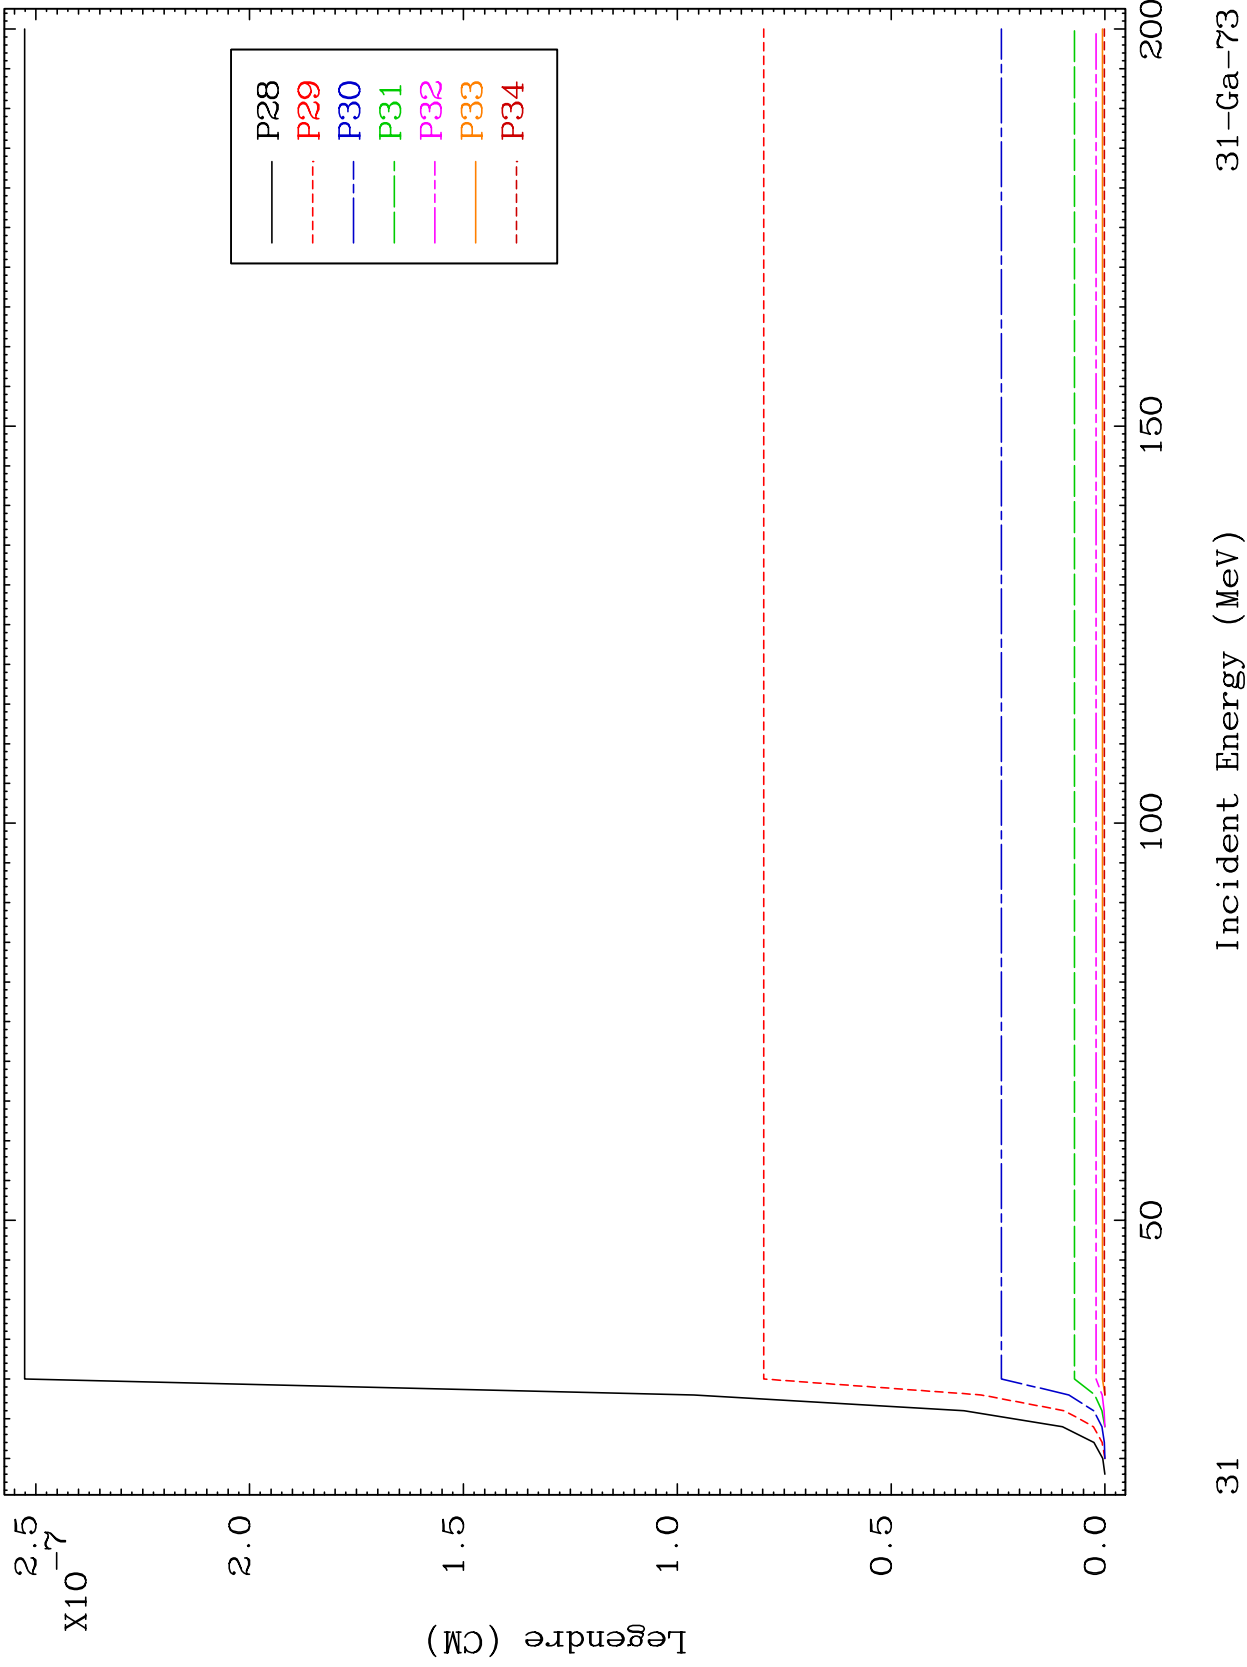 2.5
2.0
1.5
1.0
0.5
0.0
X10⁻⁷
Legendre (CM)
P28
P29
P30
P31
P32
P33
P34
50
100
150
200
Incident Energy (MeV)
31
31-Ga-73